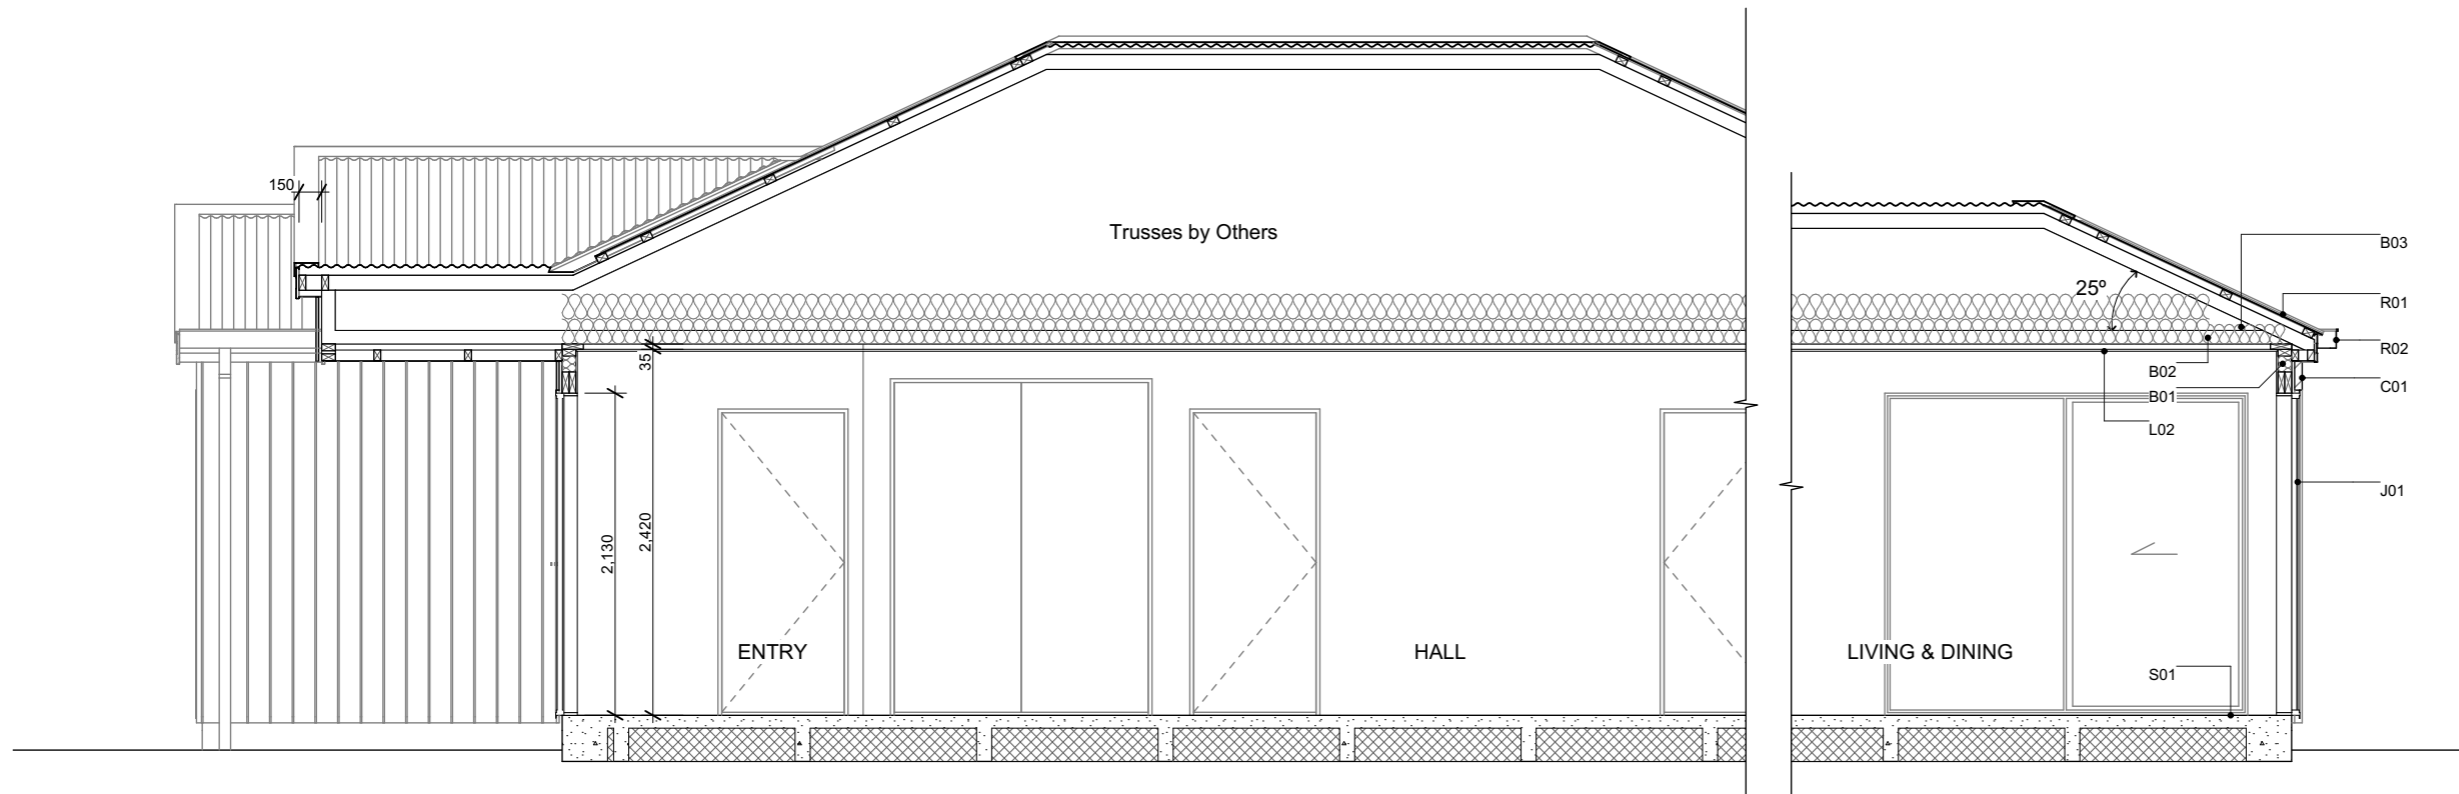 150
Trusses by Others
B03
25º
R01
R02
35
B02
B01
C01
L02
J01
2,130
2,420
ENTRY
HALL
LIVING & DINING
S01